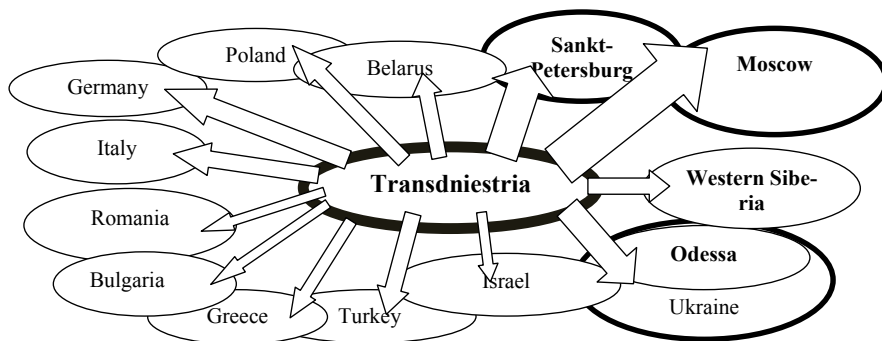 Poland
Belarus
Sankt-
Petersburg
Moscow
Germany
Italy
Transdniestria
Western Sibe-
ria
Romania
Odessa
Bulgaria
Israel
Ukraine
Greece
Turkey